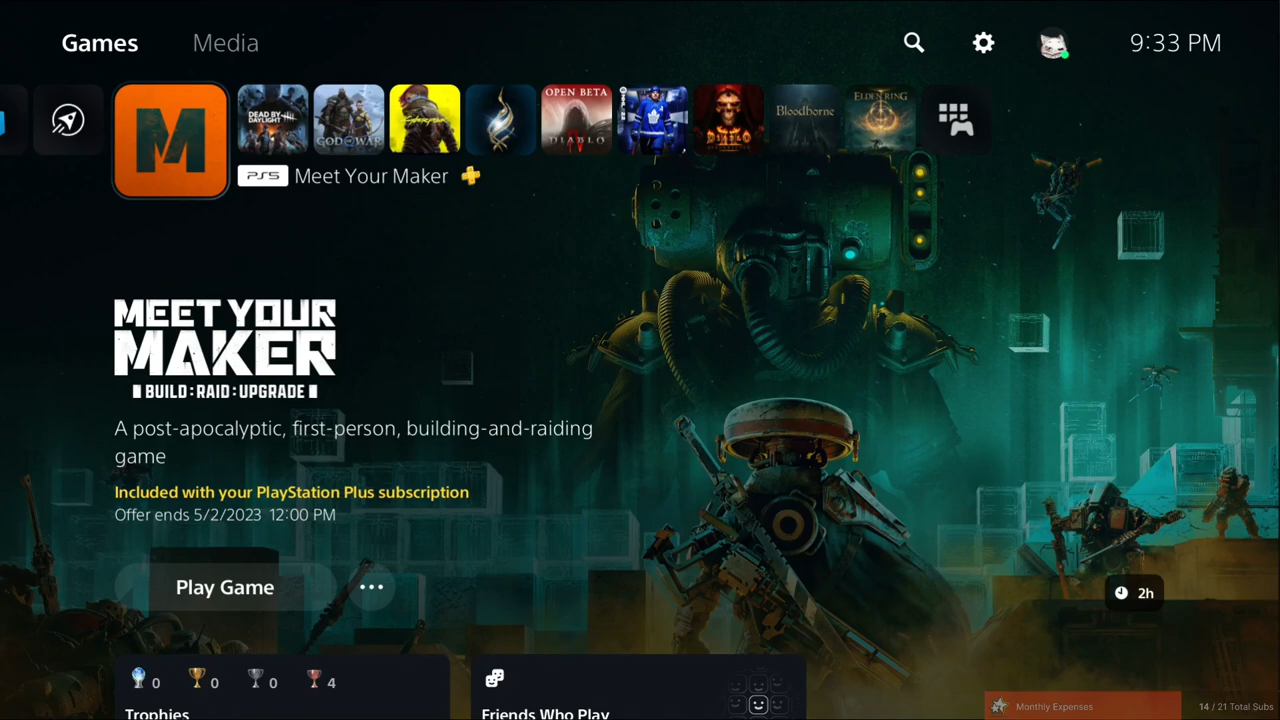 Games
Media
9:33 PM
M
DEAD BY
DAYLIGHT
GOD OF WAR
Cyberpunk
OPEN BETA
DIABLO
DIABLO
Bloodborne
ELDEN RING
PS5 Meet Your Maker
MEET YOUR
MAKER
BUILD:RAID:UPGRADE
A post-apocalyptic, first-person, building-and-raiding
game
Included with your PlayStation Plus subscription
Offer ends 5/2/2023 12:00 PM
Play Game
•••
2h
0
0
0
4
Trophies
Friends Who Play
Monthly Expenses
14 / 21 Total Subs